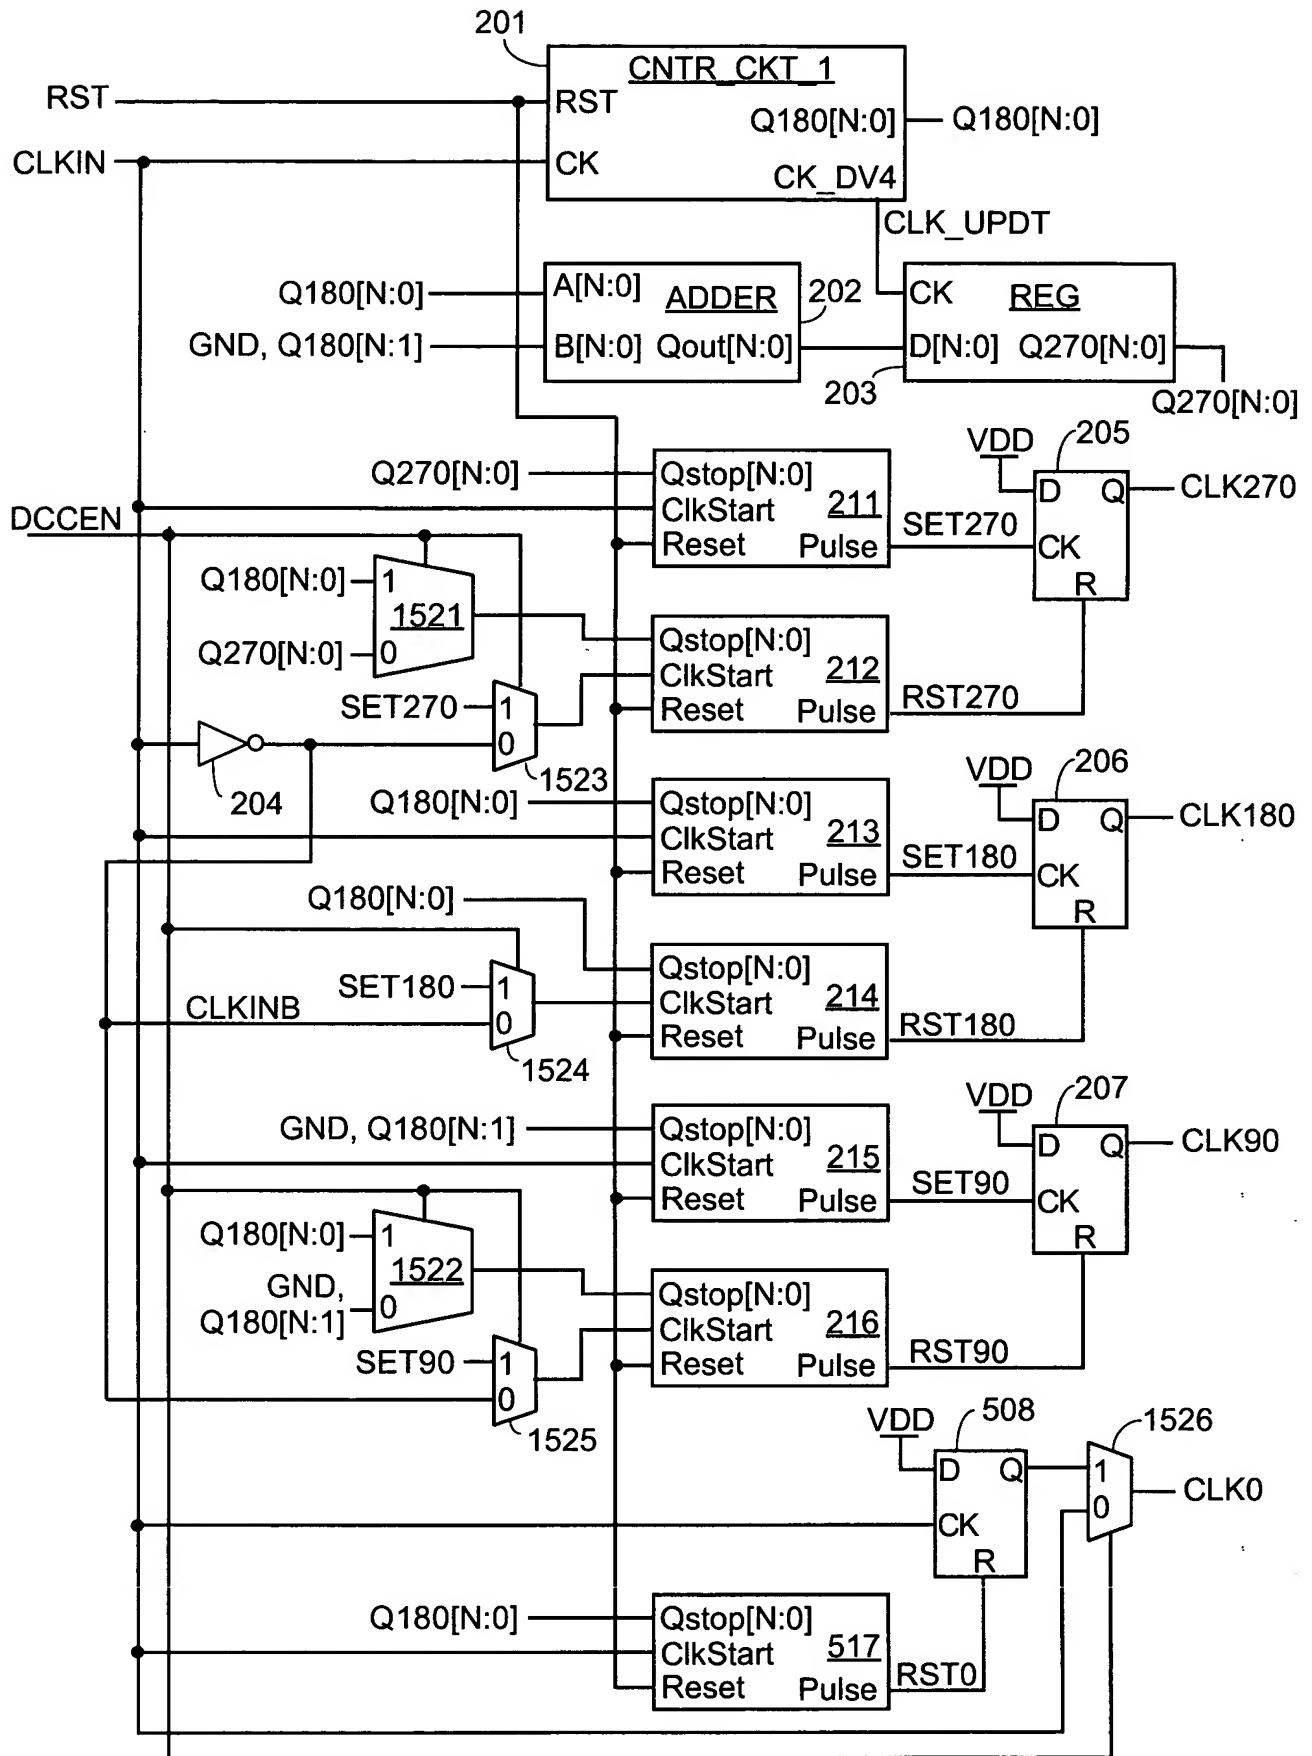 201
CNTR_CKT_1
RST
RST
Q180[N:0]
Q180[N:0]
CLKIN
CK
CK_DV4
CLK_UPDT
Q180[N:0]
A[N:0]
ADDER
202
CK
REG
GND, Q180[N:1]
B[N:0]
Qout[N:0]
D[N:0]
Q270[N:0]
203
Q270[N:0]
VDD
205
Q270[N:0]
Qstop[N:0]
211
ClkStart
Reset
Pulse
SET270
D
Q
CK
R
CLK270
DCCEN
Q180[N:0]
1
1521
Q270[N:0]
0
Qstop[N:0]
212
ClkStart
Reset
Pulse
RST270
SET270
1
0
1523
204
VDD
206
Q180[N:0]
Qstop[N:0]
213
ClkStart
Reset
Pulse
SET180
D
Q
CK
R
CLK180
Q180[N:0]
Qstop[N:0]
214
ClkStart
Reset
Pulse
RST180
SET180
1
CLKINB
0
1524
VDD
207
GND, Q180[N:1]
Qstop[N:0]
215
ClkStart
Reset
Pulse
SET90
D
Q
CK
R
CLK90
Q180[N:0]
1
1522
GND,
Q180[N:1]
0
Qstop[N:0]
216
ClkStart
Reset
Pulse
RST90
SET90
1
0
1525
VDD
508
1526
D
Q
CK
R
1
0
CLK0
Q180[N:0]
Qstop[N:0]
517
ClkStart
Reset
Pulse
RST0